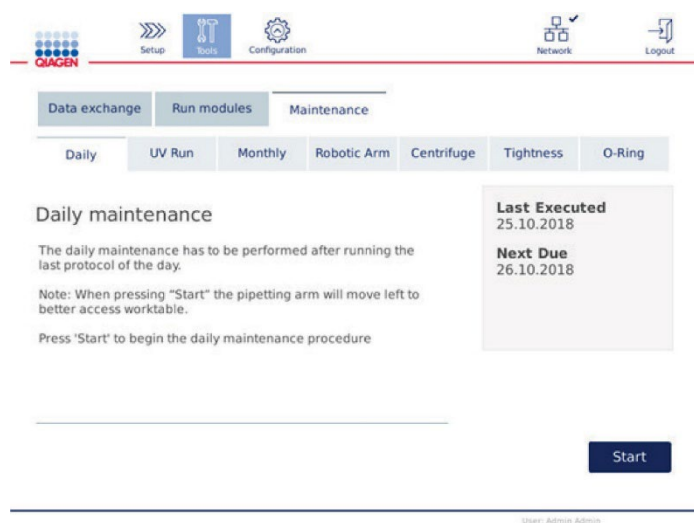 QIAGEN
Setup
Tools
Configuration
Network
Logout
Data exchange
Run modules
Maintenance
Daily
UV Run
Monthly
Robotic Arm
Centrifuge
Tightness
O-Ring
Daily maintenance
The daily maintenance has to be performed after running the
last protocol of the day.
Note: When pressing "Start" the pipetting arm will move left to
better access worktable.
Press 'Start' to begin the daily maintenance procedure
Last Executed
25.10.2018
Next Due
26.10.2018
Start
User: Admin Admin